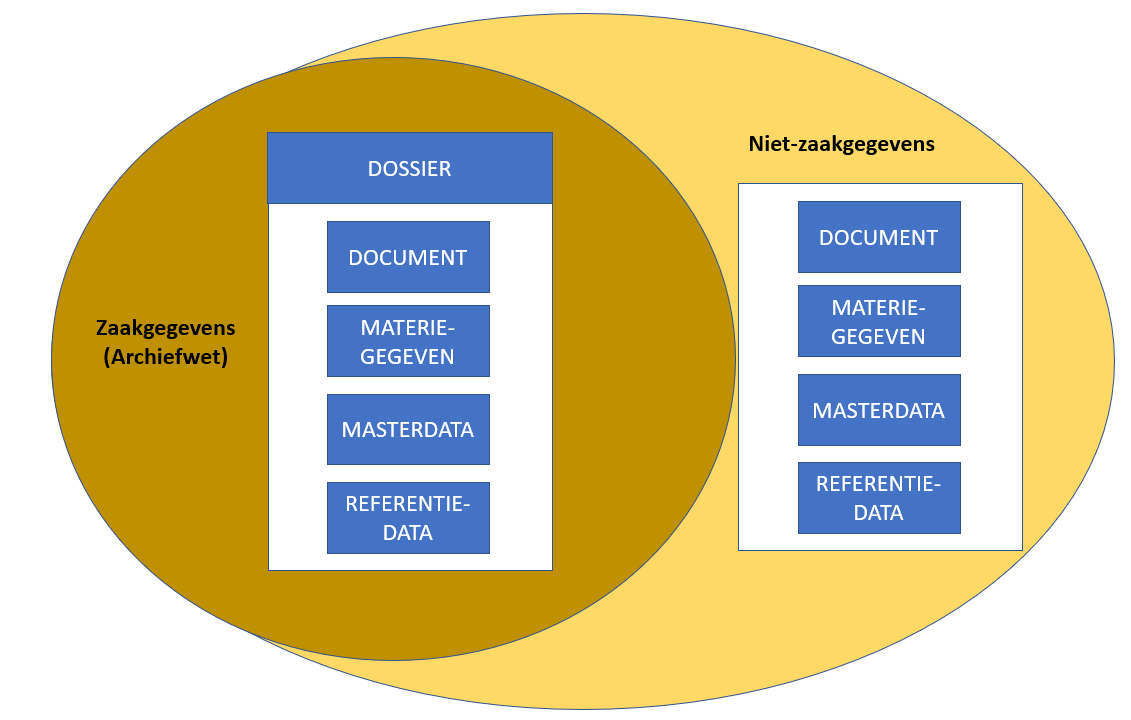 Zaakgegevens
(Archiefwet)
DOSSIER
DOCUMENT
MATERIE-
GEGEVEN
MASTERDATA
REFERENTIE-
DATA
Niet-zaakgegevens
DOCUMENT
MATERIE-
GEGEVEN
MASTERDATA
REFERENTIE-
DATA